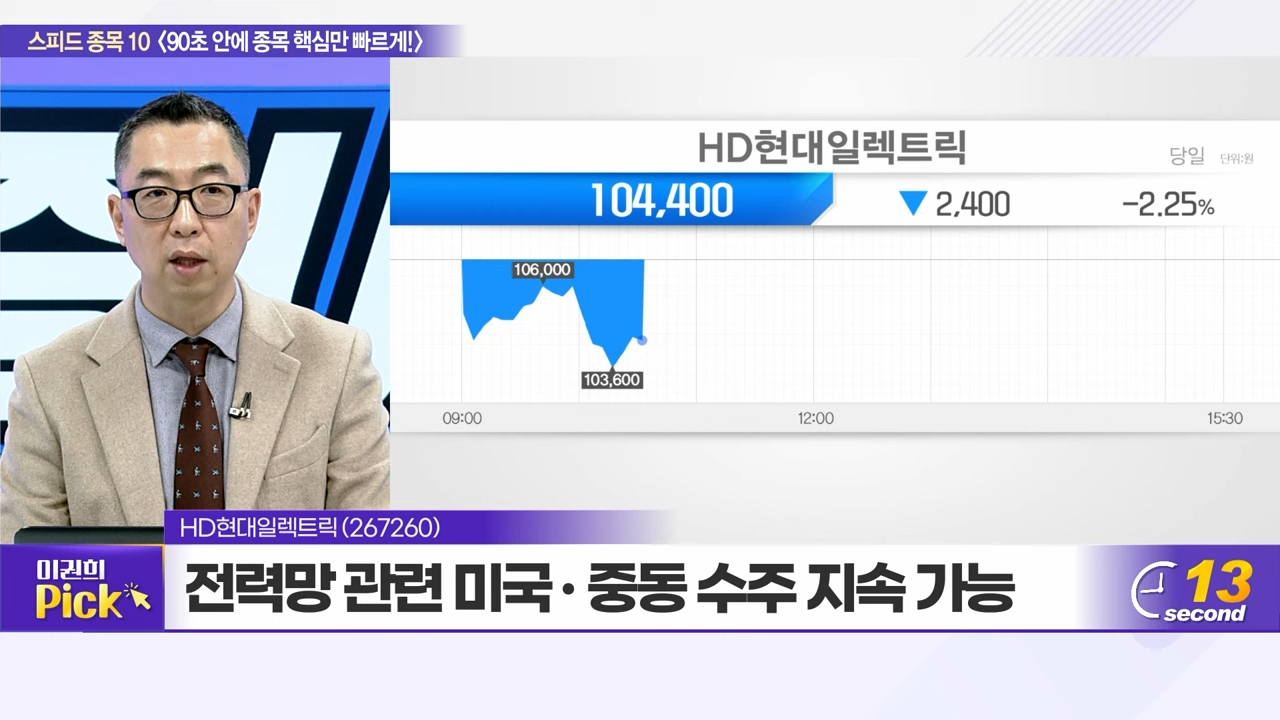 스피드 종목 10 〈90초 안에 종목 핵심만 빠르게!〉
HD현대일렉트릭
당일 단위:원
104,400 ▼ 2,400 -2.25%
106,000
103,600
09:00 12:00 15:30
HD현대일렉트릭(267260)
미권희
Pick
전력망 관련 미국·중동 수주 지속 가능
13
second